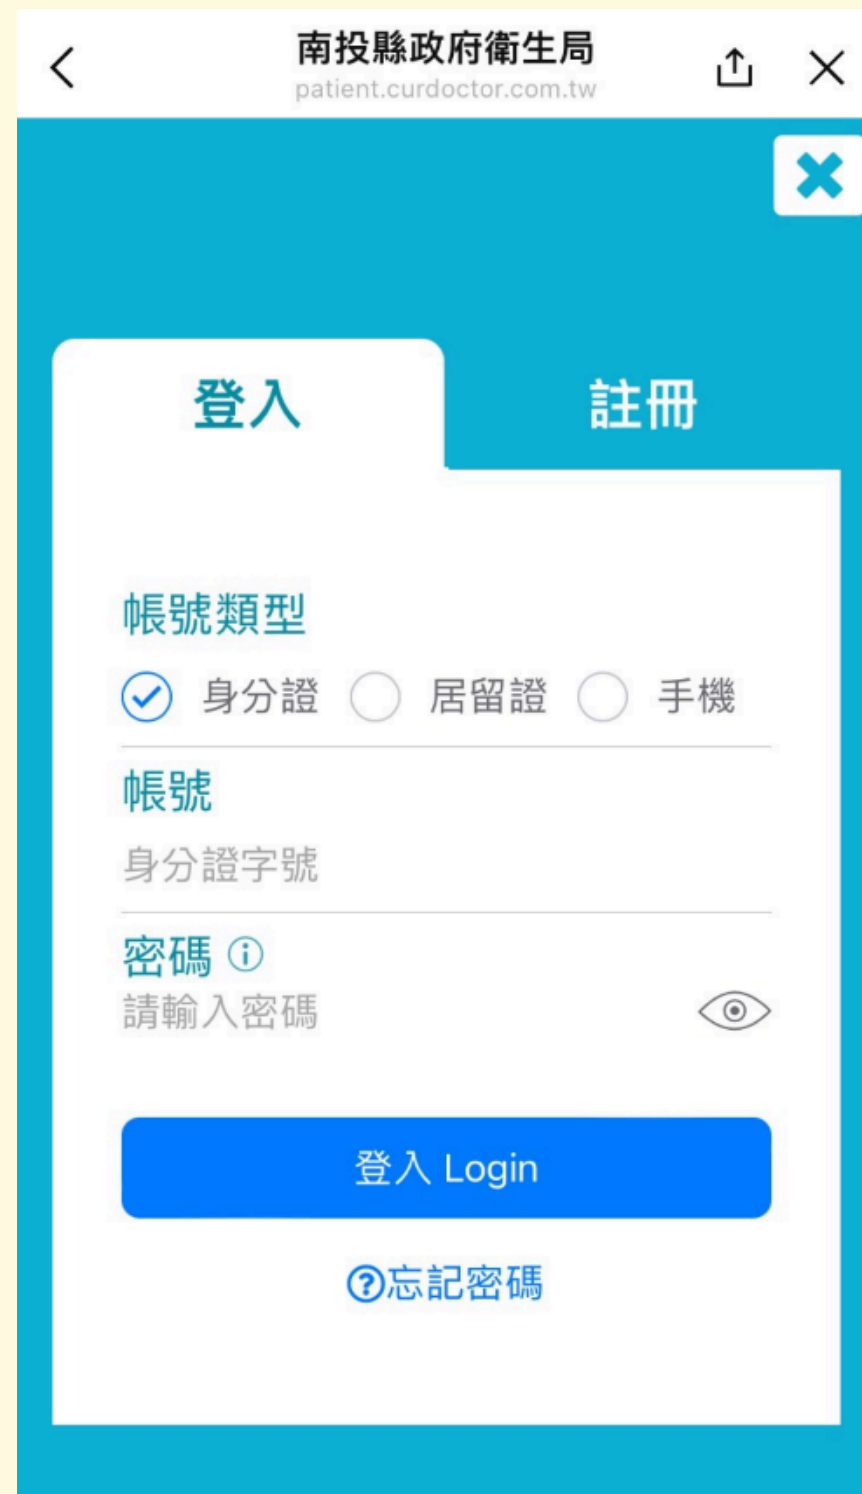 南投縣政府衛生局
patient.curdoctor.com.tw
登入 註冊
帳號類型
身分證 居留證 手機
帳號
身分證字號
密碼
請輸入密碼
登入 Login
忘記密碼